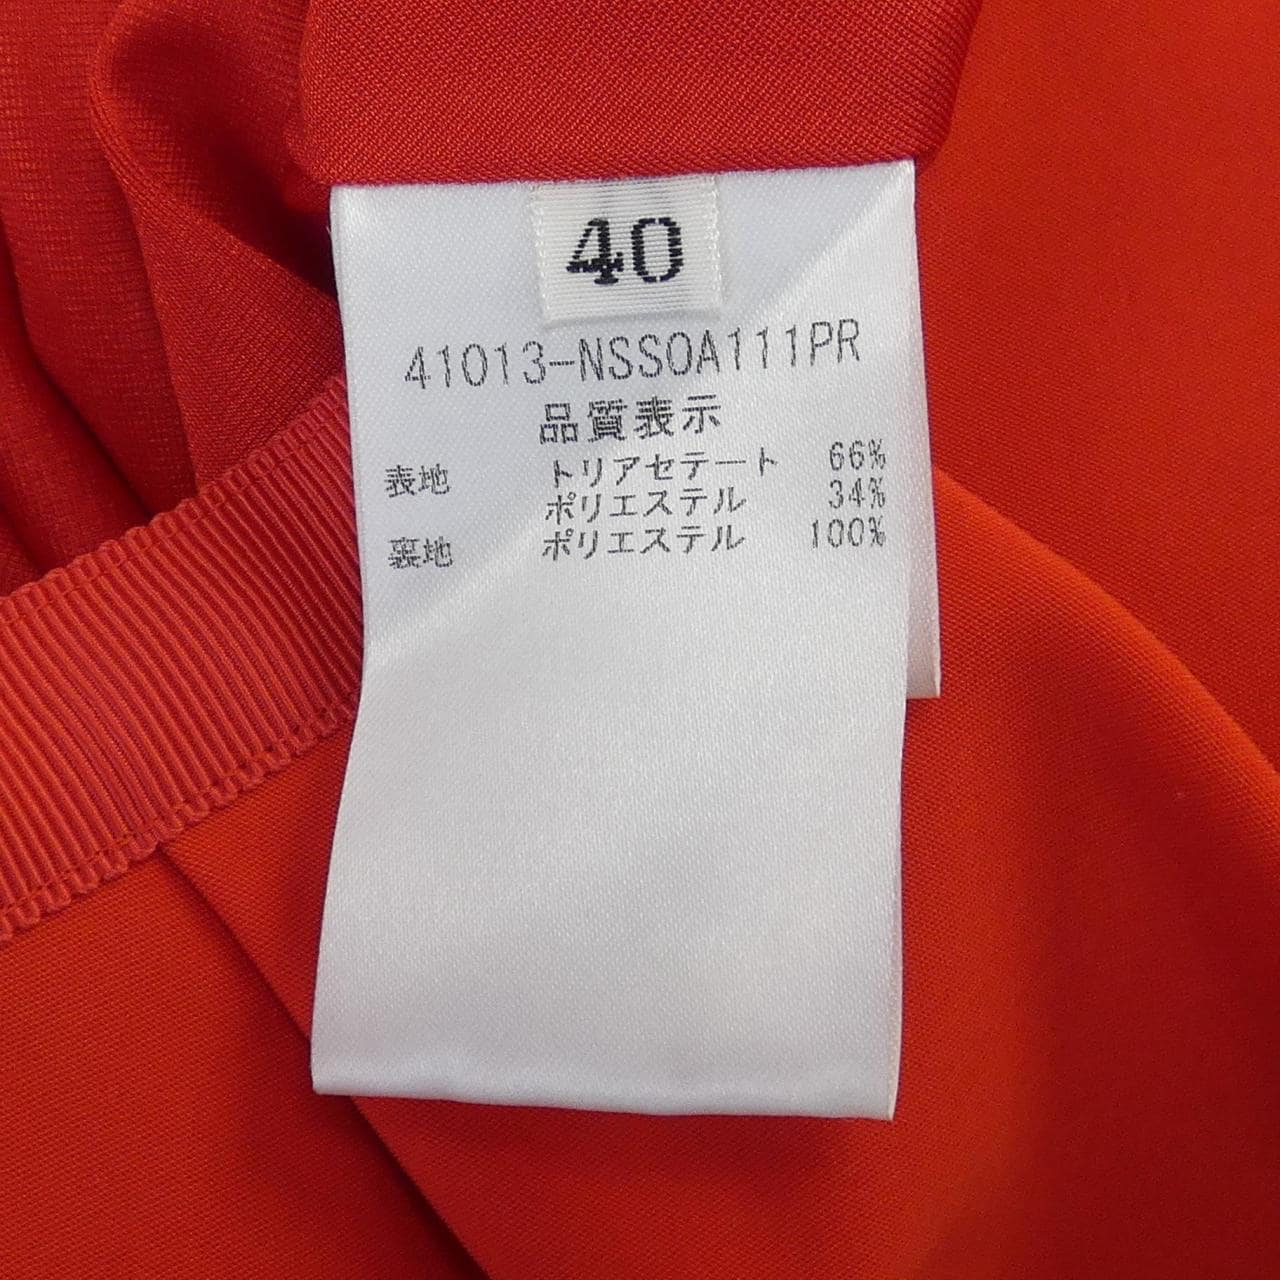 40
41013-NSSOA111PR
品質表示
表地 トリアセテート 66%
ポリエステル 34%
裏地 ポリエステル 100%